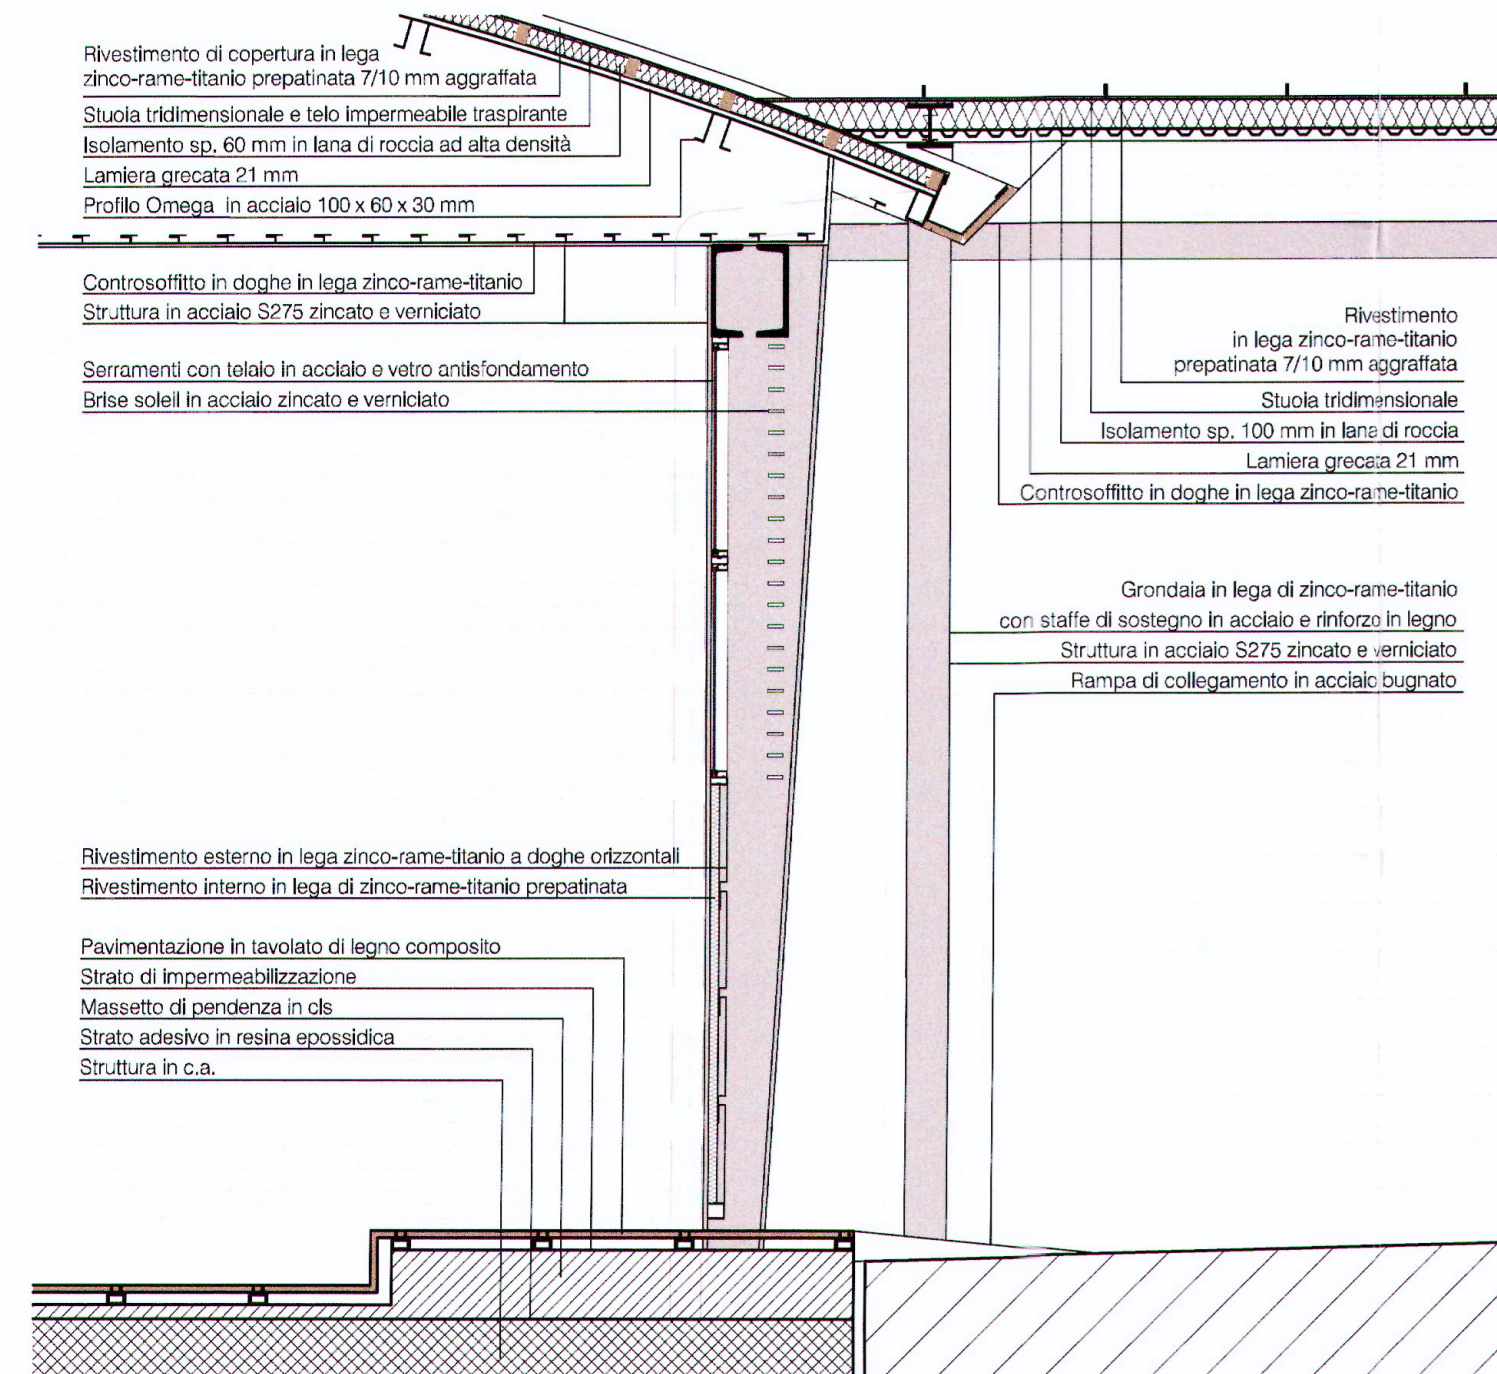 Rivestimento di copertura in lega
zinco-rame-titanio prepatinata 7/10 mm aggraffata
Stuoia tridimensionale e telo impermeabile traspirante
Isolamento sp. 60 mm in lana di roccia ad alta densità
Lamiera grecata 21 mm
Profilo Omega in acciaio 100 x 60 x 30 mm
Controsoffitto in doghe in lega zinco-rame-titanio
Struttura in acciaio S275 zincato e verniciato
Serramenti con telaio in acciaio e vetro antisfondamento
Brise soleil in acciaio zincato e verniciato
Rivestimento esterno in lega zinco-rame-titanio a doghe orizzontali
Rivestimento interno in lega di zinco-rame-titanio prepatinata
Pavimentazione in tavolato di legno composito
Strato di impermeabilizzazione
Massetto di pendenza in cls
Strato adesivo in resina epossidica
Struttura in c.a.
Rivestimento
in lega zinco-rame-titanio
prepatinata 7/10 mm aggraffata
Stuoia tridimensionale
Isolamento sp. 100 mm in lana di roccia
Lamiera grecata 21 mm
Controsoffitto in doghe in lega zinco-rame-titanio
Grondaia in lega di zinco-rame-titanio
con staffe di sostegno in acciaio e rinforzo in legno
Struttura in acciaio S275 zincato e verniciato
Rampa di collegamento in acciaio bugnato